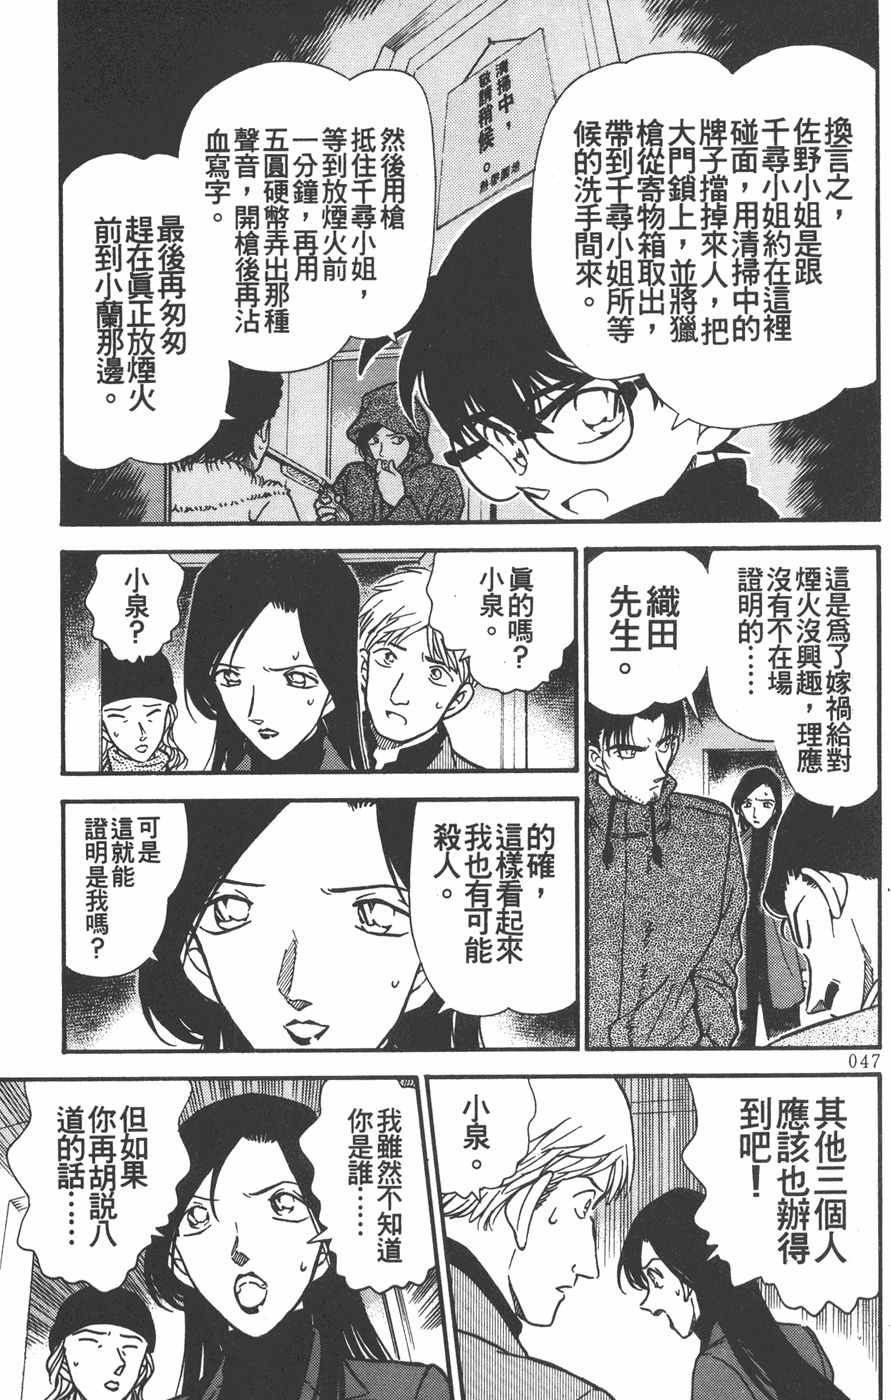 換言之，
佐野小姐是跟
千尋小姐約在這裡
碰面，用清掃中的
牌子擋掉來人，把
大門鎖上，並將獵
槍從寄物箱取出，
帶到千尋小姐所等
候的洗手間來。
清掃中，
敬請稍候。
熱帶園地
然後用槍
抵住千尋小姐，
等到放煙火前
一分鐘，再用
五圓硬幣弄出那種
聲音，開槍後再沾
血寫字。
最後再匆匆
趕在眞正放煙火
前到小蘭那邊。
這是爲了嫁禍給對
煙火沒興趣，理應
沒有不在場
證明的……
織田
先生。
眞的嗎？
小泉。
小泉？
的確，
這樣看起來
我也有可能
殺人。
可是
這就能
證明是我嗎？
047
其他三個人
應該也辦得
到吧！
小泉。
我雖然不知道
你是誰……
但如果
你再胡説八
道的話……